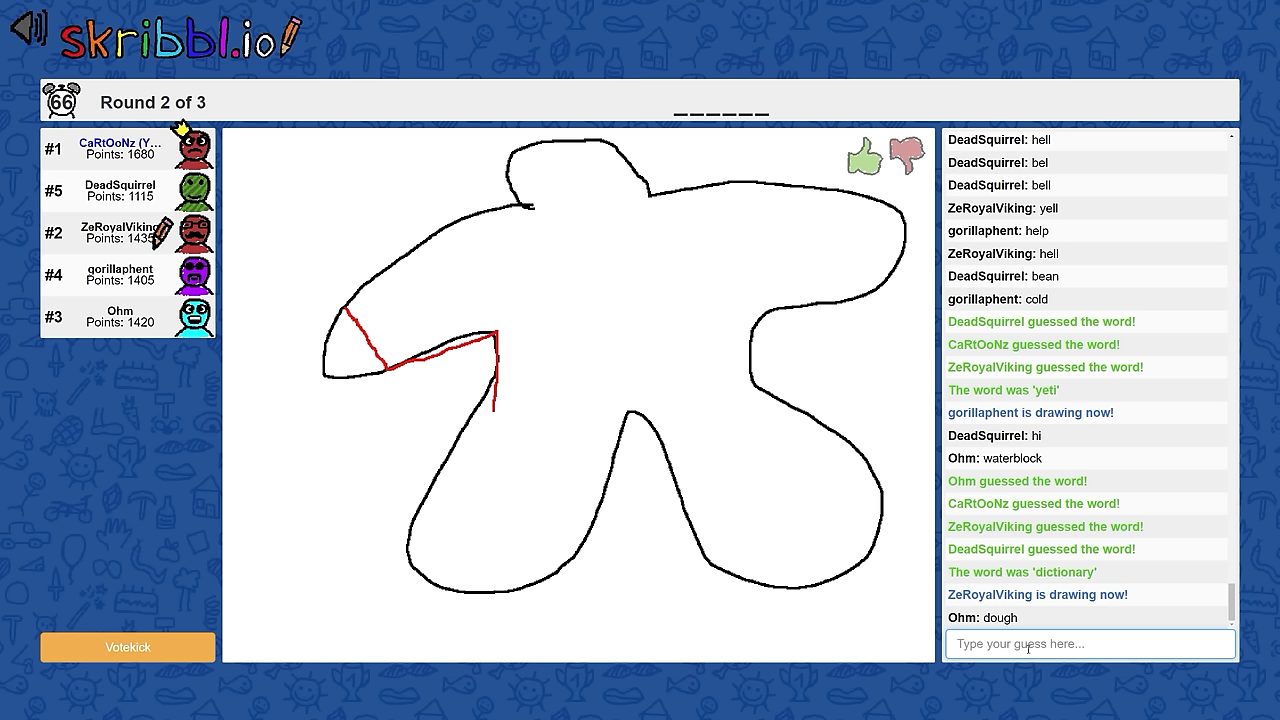 skribbl.io!
66
Round 2 of 3
______
#1
CaRtOoNz (Y...
Points: 1680
#5
DeadSquirrel
Points: 1115
#2
ZeRoyalViking
Points: 1435
#4
gorillaphent
Points: 1405
#3
Ohm
Points: 1420
Votekick
DeadSquirrel: hell
DeadSquirrel: bel
DeadSquirrel: bell
ZeRoyalViking: yell
gorillaphent: help
ZeRoyalViking: hell
DeadSquirrel: bean
gorillaphent: cold
DeadSquirrel guessed the word!
CaRtOoNz guessed the word!
ZeRoyalViking guessed the word!
The word was 'yeti'
gorillaphent is drawing now!
DeadSquirrel: hi
Ohm: waterblock
Ohm guessed the word!
CaRtOoNz guessed the word!
ZeRoyalViking guessed the word!
DeadSquirrel guessed the word!
The word was 'dictionary'
ZeRoyalViking is drawing now!
Ohm: dough
Type your guess here...